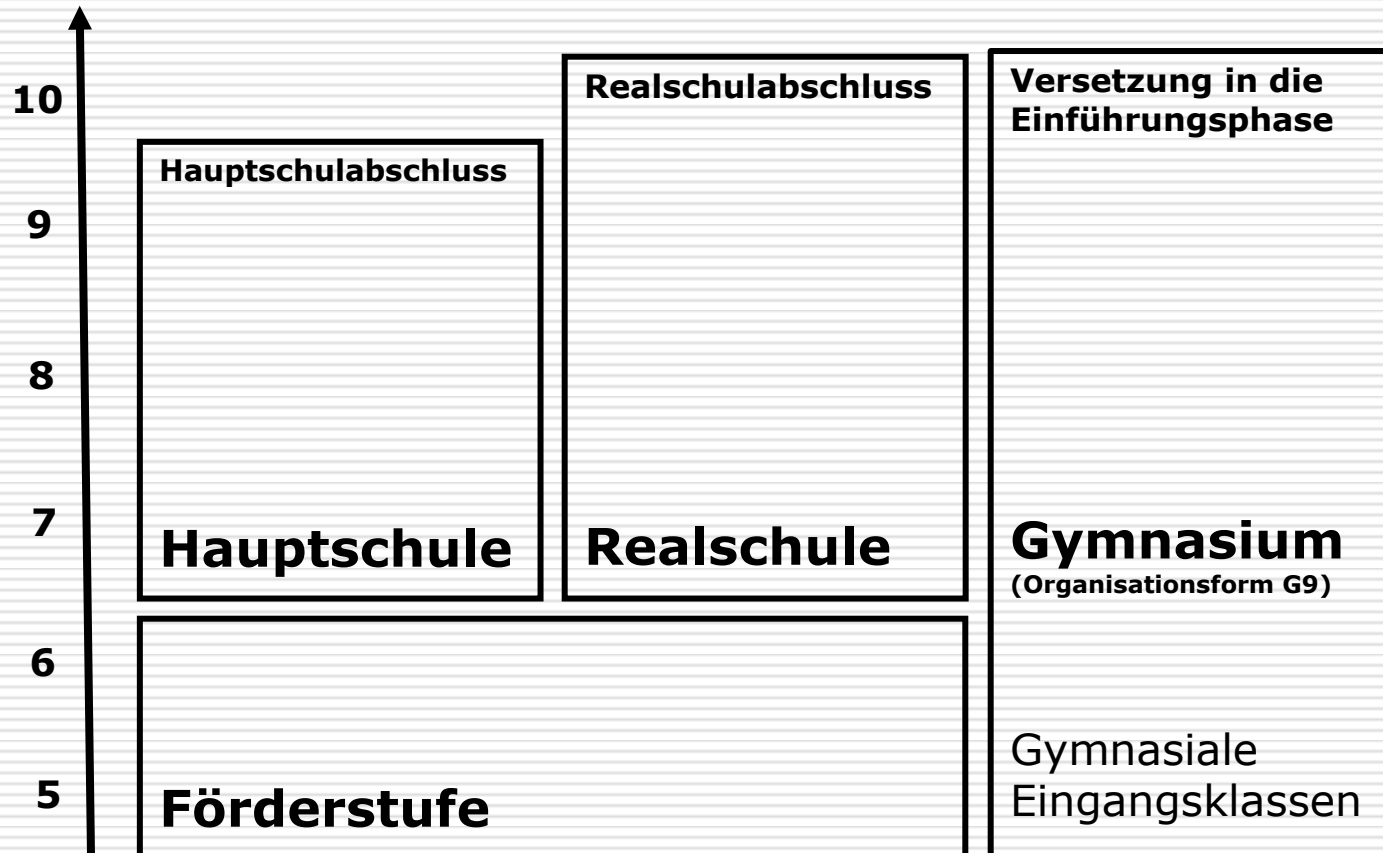 10
9
8
7
6
5
Hauptschulabschluss
Hauptschule
Realschulabschluss
Realschule
Förderstufe
Versetzung in die
Einführungsphase
Gymnasium
(Organisationsform G9)
Gymnasiale
Eingangsklassen